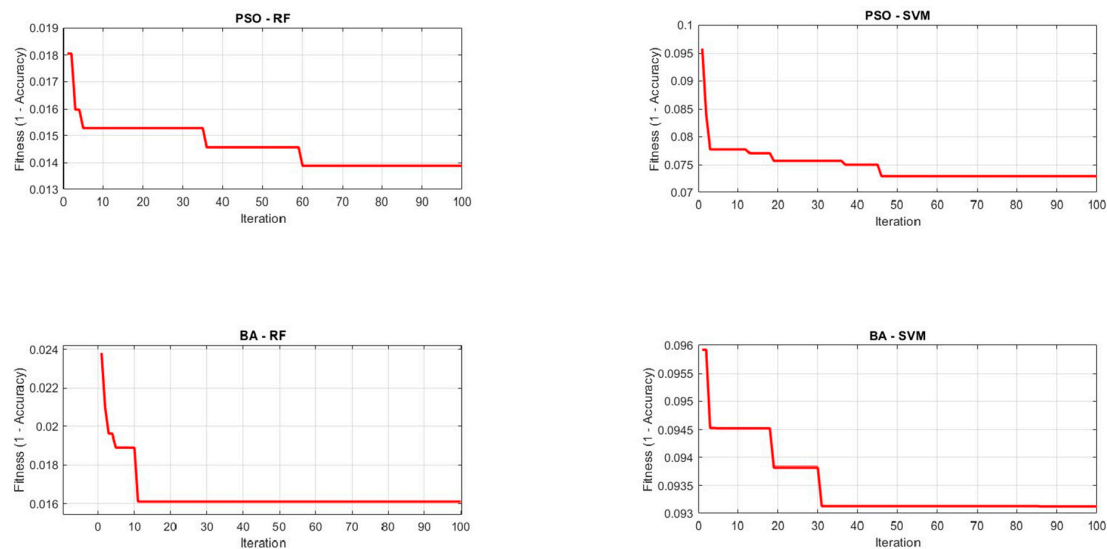 PSO - RF
Fitness (1 - Accuracy)
0.019
0.018
0.017
0.016
0.015
0.014
0.013
0 10 20 30 40 50 60 70 80 90 100
Iteration
PSO - SVM
Fitness (1 - Accuracy)
0.1
0.095
0.09
0.085
0.08
0.075
0.07
0 10 20 30 40 50 60 70 80 90 100
Iteration
BA - RF
Fitness (1 - Accuracy)
0.024
0.022
0.02
0.018
0.016
0 10 20 30 40 50 60 70 80 90 100
Iteration
BA - SVM
Fitness (1 - Accuracy)
0.096
0.0955
0.095
0.0945
0.094
0.0935
0.093
0 10 20 30 40 50 60 70 80 90 100
Iteration